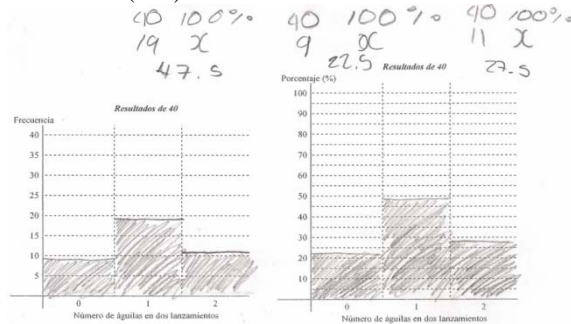 40 100%
19 x
47.5
40 100%
9 x
22.5
40 100%
11 x
27.5
Resultados de 40
Frecuencia
40
35
30
25
20
15
10
5
0 1 2
Número de águilas en dos lanzamientos
Resultados de 40
Porcentaje (%)
100
90
80
70
60
50
40
30
20
10
0 1 2
Número de águilas en dos lanzamientos